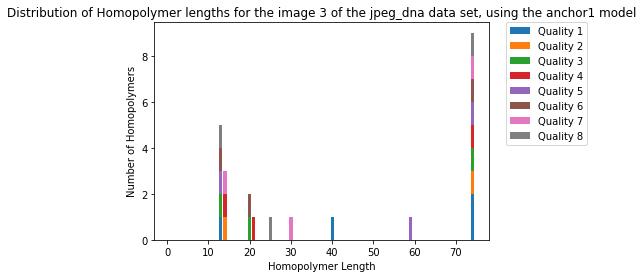 Distribution of Homopolymer lengths for the image 3 of the jpeg_dna data set, using the anchor1 model
Number of Homopolymers
8
6
4
2
0
0 10 20 30 40 50 60 70
Homopolymer Length
Quality 1
Quality 2
Quality 3
Quality 4
Quality 5
Quality 6
Quality 7
Quality 8